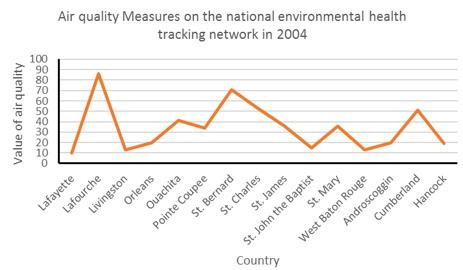 Air quality Measures on the national environmental health
tracking network in 2004
Value of air quality
100
90
80
70
60
50
40
30
20
10
0
Lafayette
Lafourche
Livingston
Orleans
Ouachita
Pointe Coupee
St. Bernard
St. Charles
St. James
St. John the Baptist
St. Mary
West Baton Rouge
Androscoggin
Cumberland
Hancock
Country